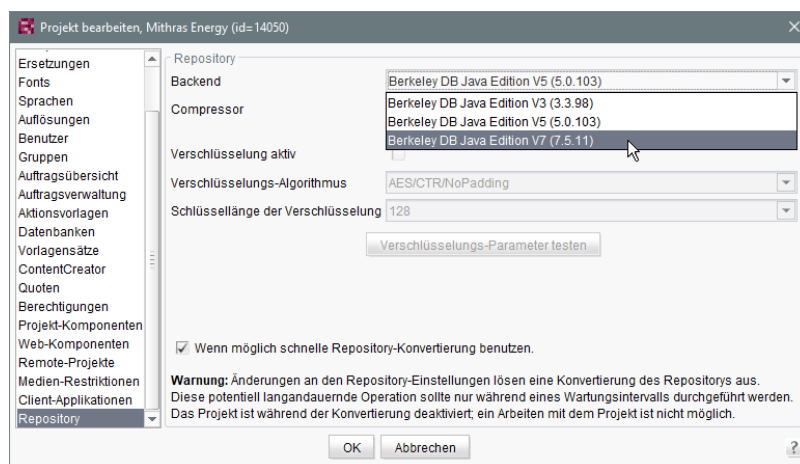 Projekt bearbeiten, Mithras Energy (id=14050)
Ersetzungen
Fonts
Sprachen
Auflösungen
Benutzer
Gruppen
Auftragsübersicht
Auftragsverwaltung
Aktionsvorlagen
Datenbanken
Vorlagensätze
ContentCreator
Quoten
Berechtigungen
Projekt-Komponenten
Web-Komponenten
Remote-Projekte
Medien-Restriktionen
Client-Applikationen
Repository
Repository
Backend
Berkeley DB Java Edition V5 (5.0.103)
Compressor
Berkeley DB Java Edition V3 (3.3.98)
Berkeley DB Java Edition V5 (5.0.103)
Berkeley DB Java Edition V7 (7.5.11)
Verschlüsselung aktiv
Verschlüsselungs-Algorithmus
AES/CTR/NoPadding
Schlüssellänge der Verschlüsselung
128
Verschlüsselungs-Parameter testen
Wenn möglich schnelle Repository-Konvertierung benutzen.
Warnung: Änderungen an den Repository-Einstellungen lösen eine Konvertierung des Repositorys aus.
Diese potentiell langandauernde Operation sollte nur während eines Wartungsintervalls durchgeführt werden.
Das Projekt ist während der Konvertierung deaktiviert; ein Arbeiten mit dem Projekt ist nicht möglich.
OK
Abbrechen
?